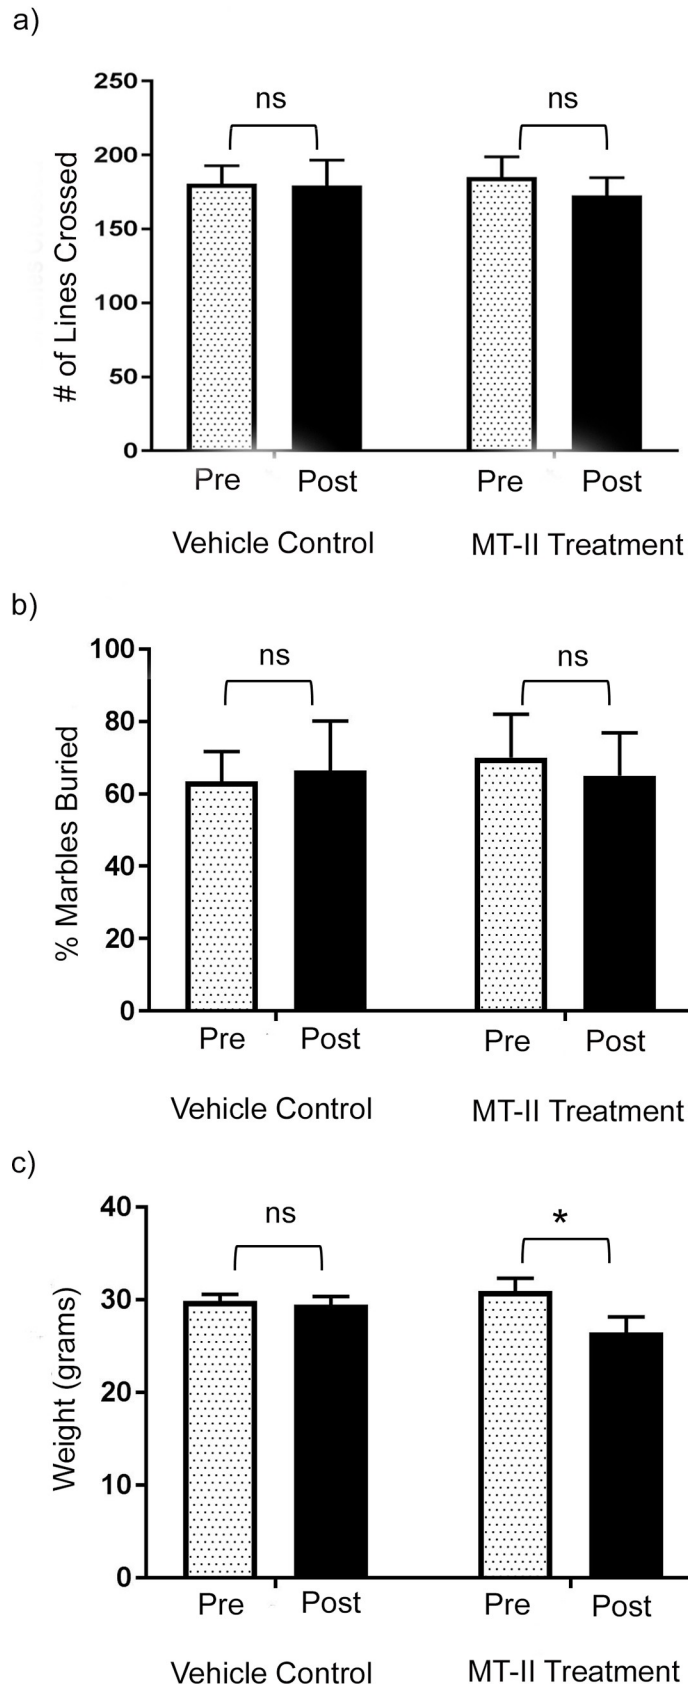 a)
# of Lines Crossed
250
200
150
100
50
0
ns
ns
Pre Post Pre Post
Vehicle Control MT-II Treatment
b)
% Marbles Buried
100
80
60
40
20
0
ns
ns
Pre Post Pre Post
Vehicle Control MT-II Treatment
c)
Weight (grams)
40
30
20
10
0
ns
*
Pre Post Pre Post
Vehicle Control MT-II Treatment